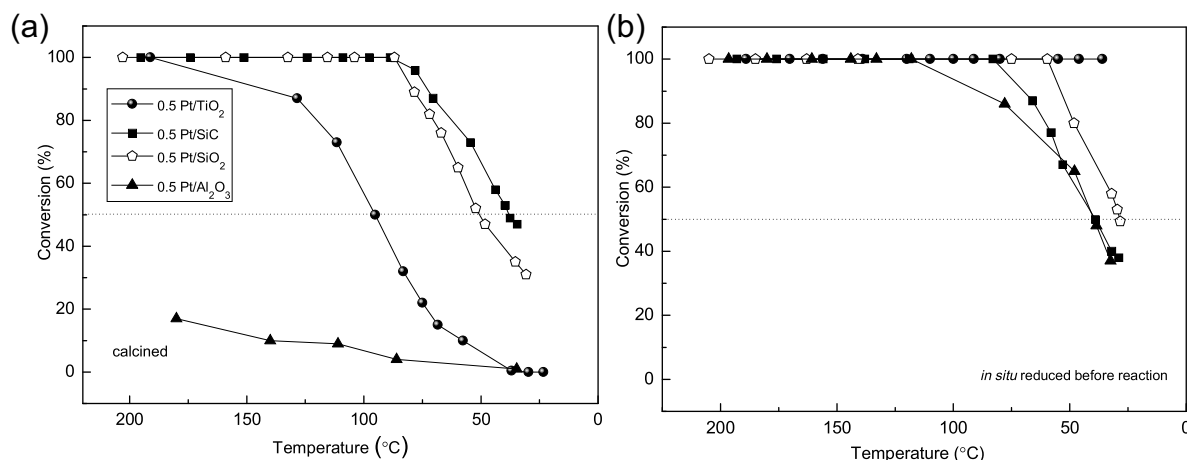 (a)
100
80
60
40
20
0
Conversion (%)
0.5 Pt/TiO₂
0.5 Pt/SiC
0.5 Pt/SiO₂
0.5 Pt/Al₂O₃
calcined
200 150 100 50 0
Temperature (°C)
(b)
100
80
60
40
20
0
Conversion (%)
in situ reduced before reaction
200 150 100 50 0
Temperature (°C)